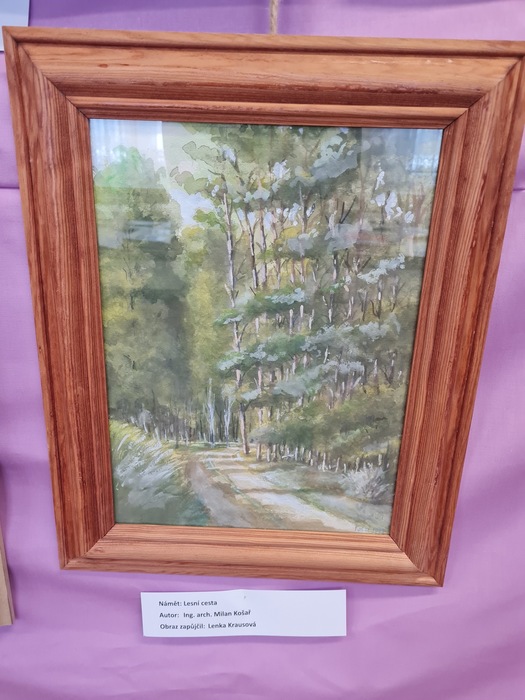 Námět: Lesní cesta
Autor: Ing. arch. Milan Košař
Obraz zapůjčil: Lenka Krausová